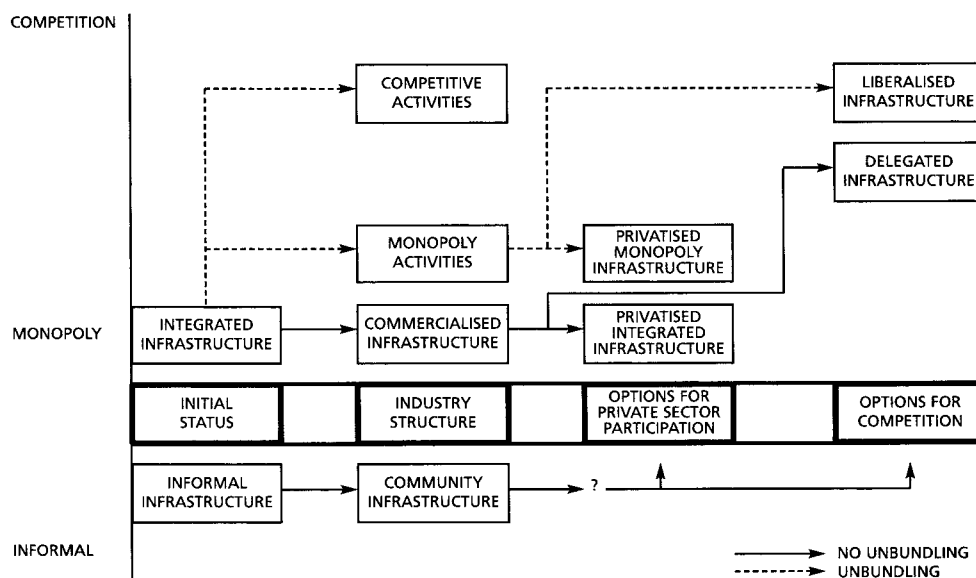 COMPETITION
COMPETITIVE
ACTIVITIES
LIBERALISED
INFRASTRUCTURE
DELEGATED
INFRASTRUCTURE
MONOPOLY
ACTIVITIES
PRIVATISED
MONOPOLY
INFRASTRUCTURE
MONOPOLY
INTEGRATED
INFRASTRUCTURE
COMMERCIALISED
INFRASTRUCTURE
PRIVATISED
INTEGRATED
INFRASTRUCTURE
INITIAL
STATUS
INDUSTRY
STRUCTURE
OPTIONS FOR
PRIVATE SECTOR
PARTICIPATION
OPTIONS FOR
COMPETITION
INFORMAL
INFRASTRUCTURE
COMMUNITY
INFRASTRUCTURE
?
INFORMAL
NO UNBUNDLING
UNBUNDLING